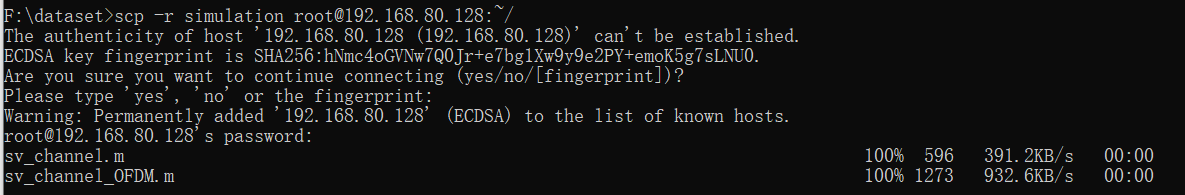 F:\dataset>scp -r simulation root@192.168.80.128:~/
The authenticity of host '192.168.80.128 (192.168.80.128)' can't be established.
ECDSA key fingerprint is SHA256:hNmc4oGVNw7Q0Jr+e7bglXw9y9e2PY+emoK5g7sLNU0.
Are you sure you want to continue connecting (yes/no/[fingerprint])?
Please type 'yes', 'no' or the fingerprint:
Warning: Permanently added '192.168.80.128' (ECDSA) to the list of known hosts.
root@192.168.80.128's password:
sv_channel.m 100% 596 391.2KB/s 00:00
sv_channel_OFDM.m 100% 1273 932.6KB/s 00:00